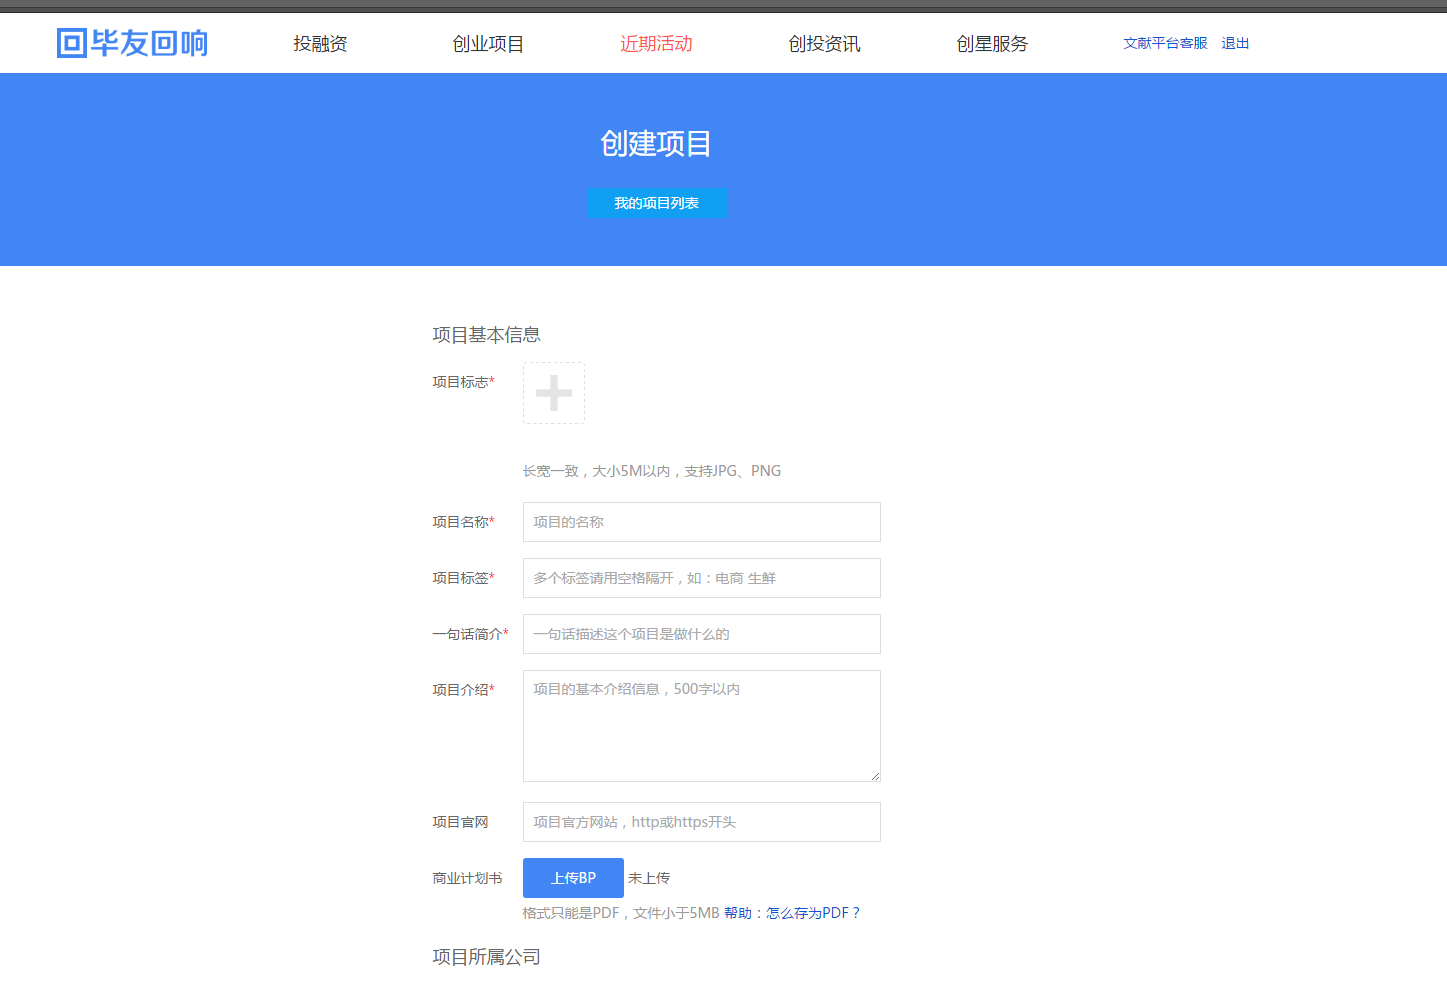 回毕友回响 投融资 创业项目 近期活动 创投资讯 创星服务 文献平台客服 退出
创建项目
我的项目列表
项目基本信息
项目标志*
长宽一致，大小5M以内，支持JPG、PNG
项目名称* 项目的名称
项目标签* 多个标签请用空格隔开，如：电商 生鲜
一句话简介* 一句话描述这个项目是做什么的
项目介绍* 项目的基本介绍信息，500字以内
项目官网 项目官方网站，http或https开头
商业计划书 上传BP 未上传
格式只能是PDF，文件小于5MB 帮助：怎么存为PDF？
项目所属公司